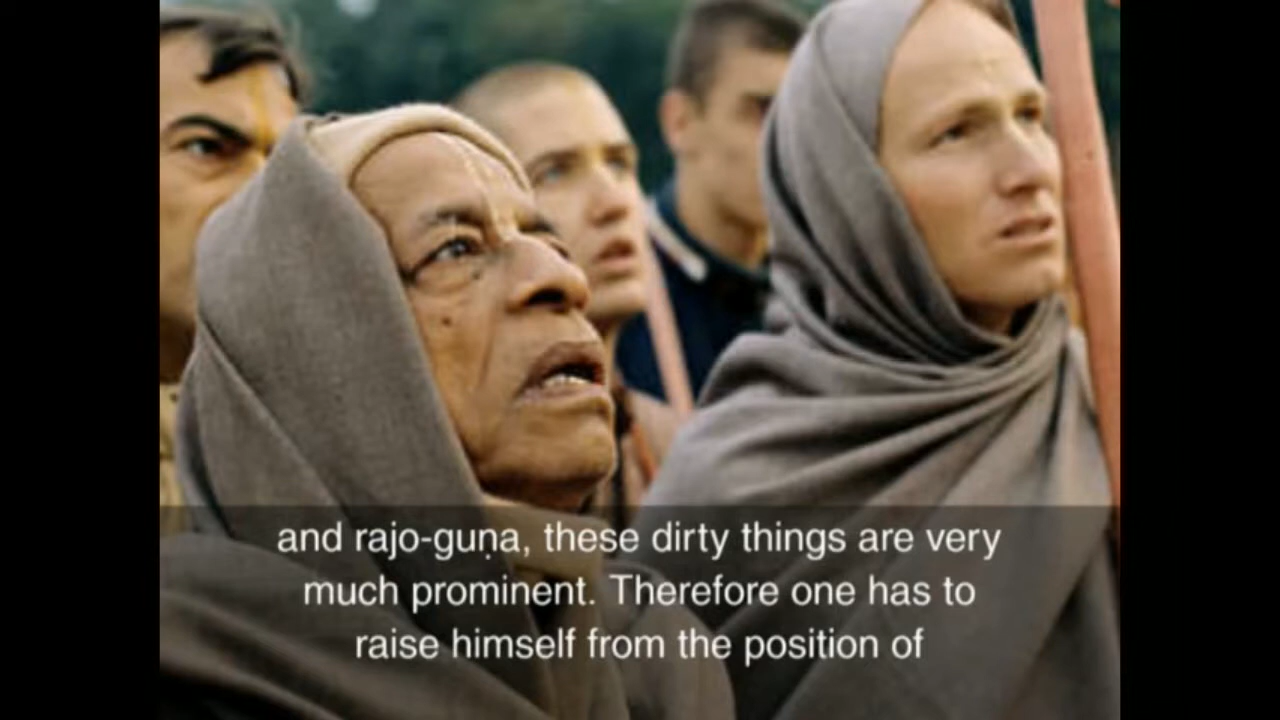 and rajo-guṇa, these dirty things are very
much prominent. Therefore one has to
raise himself from the position of